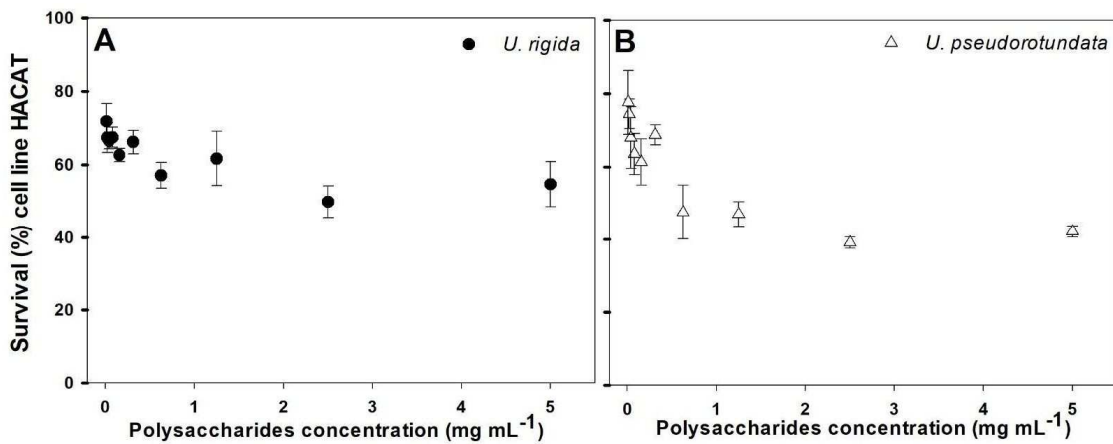 100
80
60
40
20
0
Survival (%) cell line HACAT
A
U. rigida
0 1 2 3 4 5
Polysaccharides concentration (mg mL-1)
B
U. pseudorotundata
0 1 2 3 4 5
Polysaccharides concentration (mg mL-1)